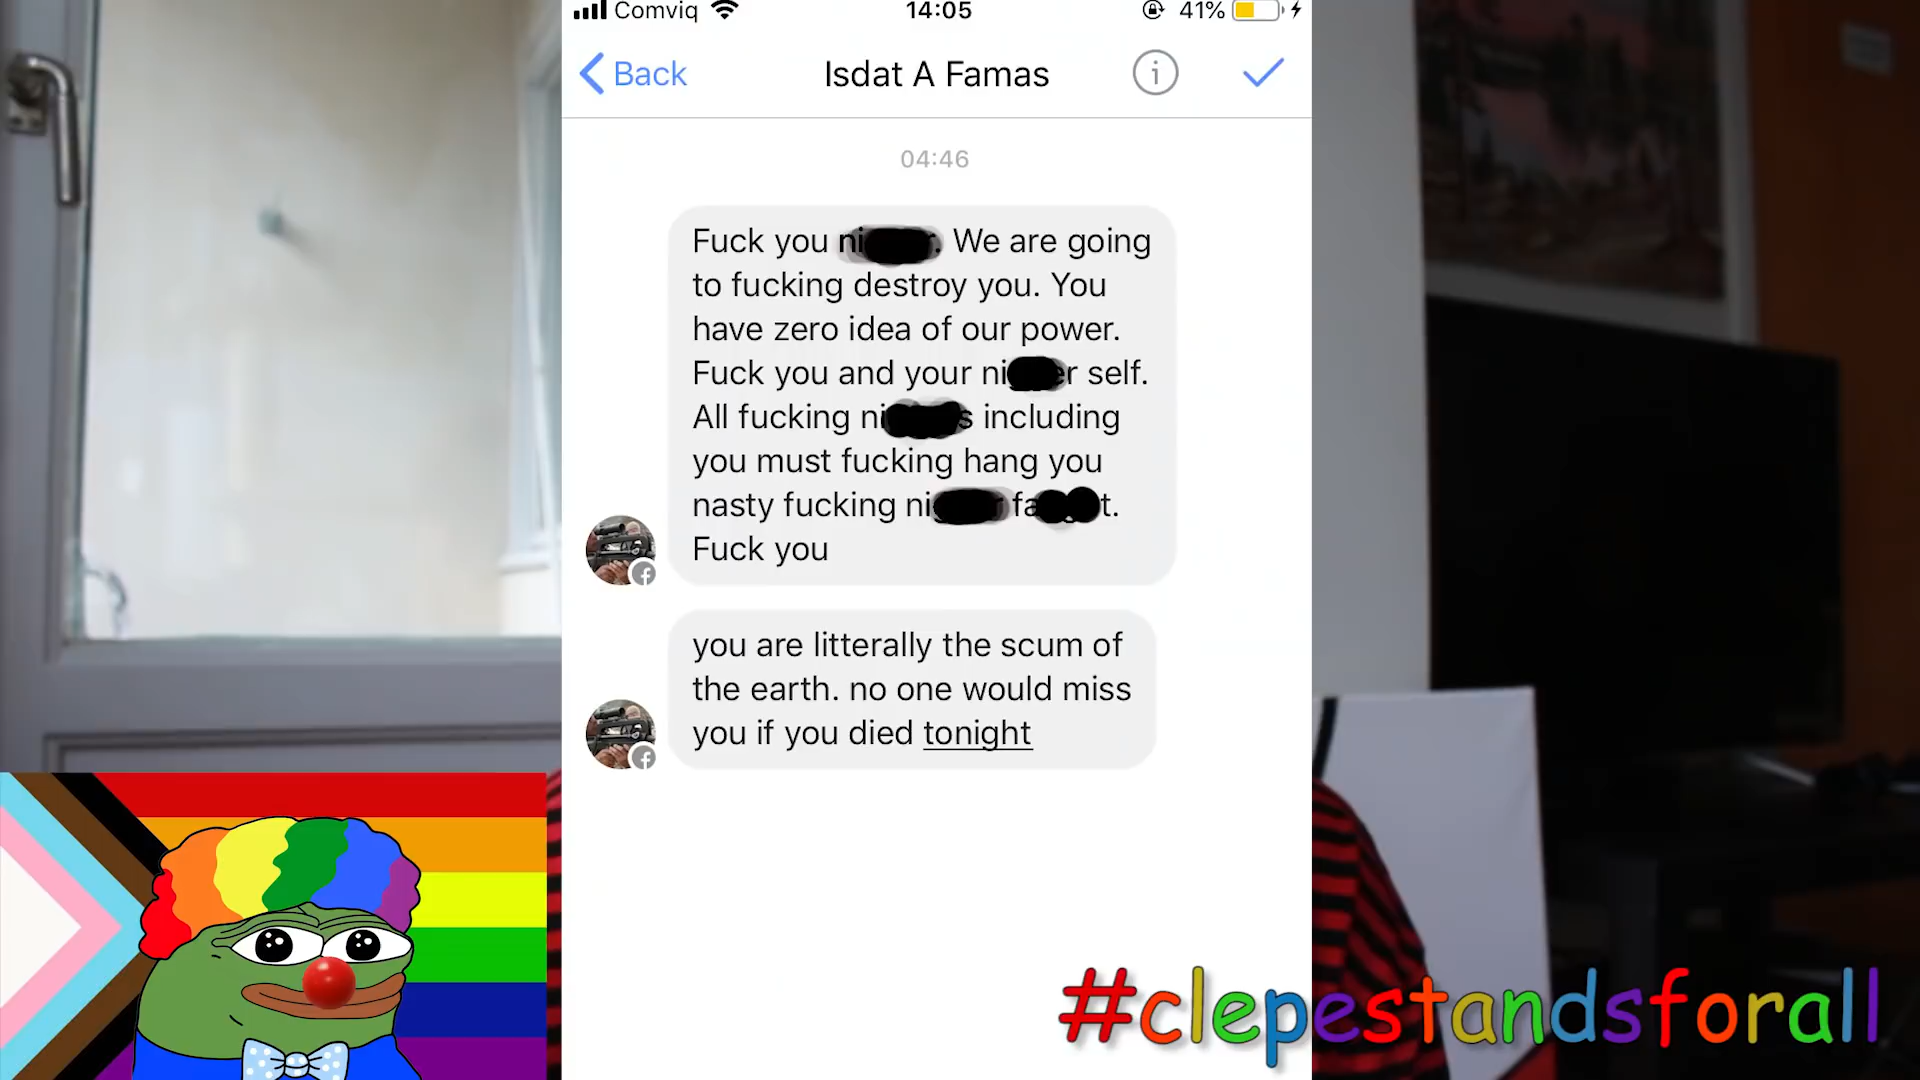 Comviq 14:05 41%
Back Isdat A Famas
04:46
Fuck you We are going
to fucking destroy you. You
have zero idea of our power.
Fuck you and your self.
All fucking including
you must fucking hang you
nasty fucking
Fuck you
you are litterally the scum of
the earth. no one would miss
you if you died tonight
#clepestandsforall